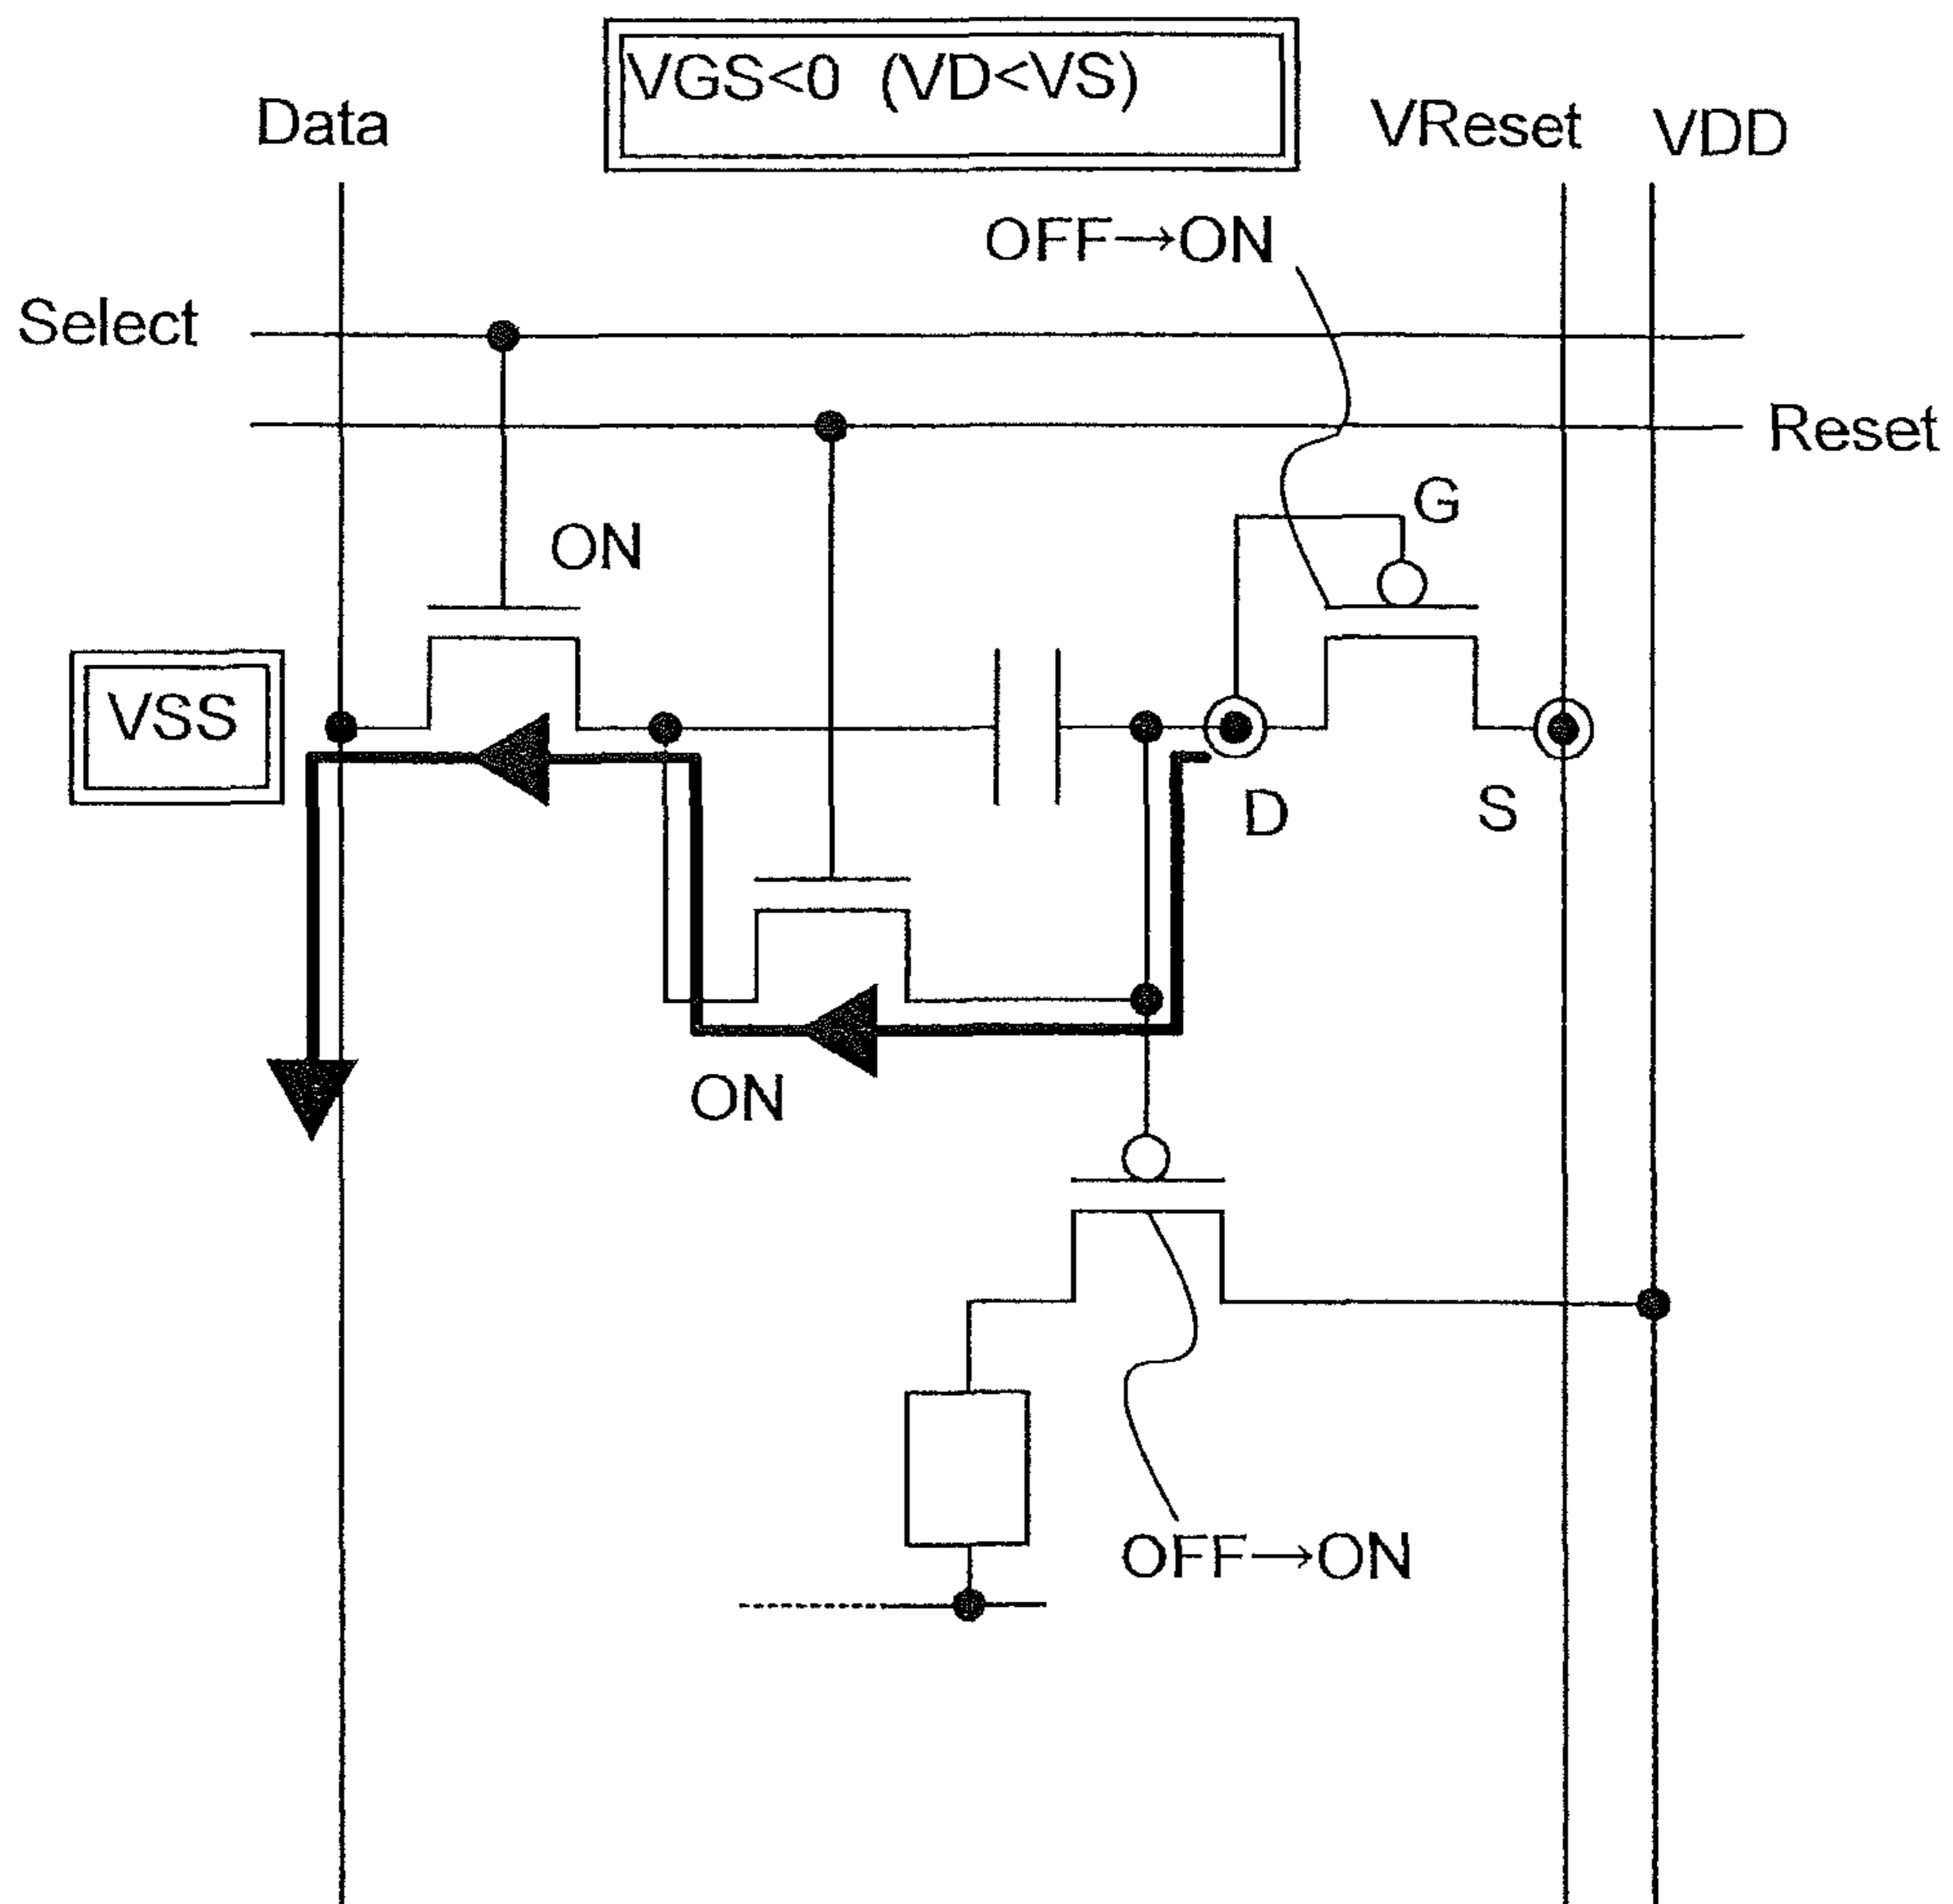 VGS<0 (VD<VS)
Data
VReset
VDD
OFF→ON
Select
Reset
G
ON
VSS
D
S
ON
OFF→ON